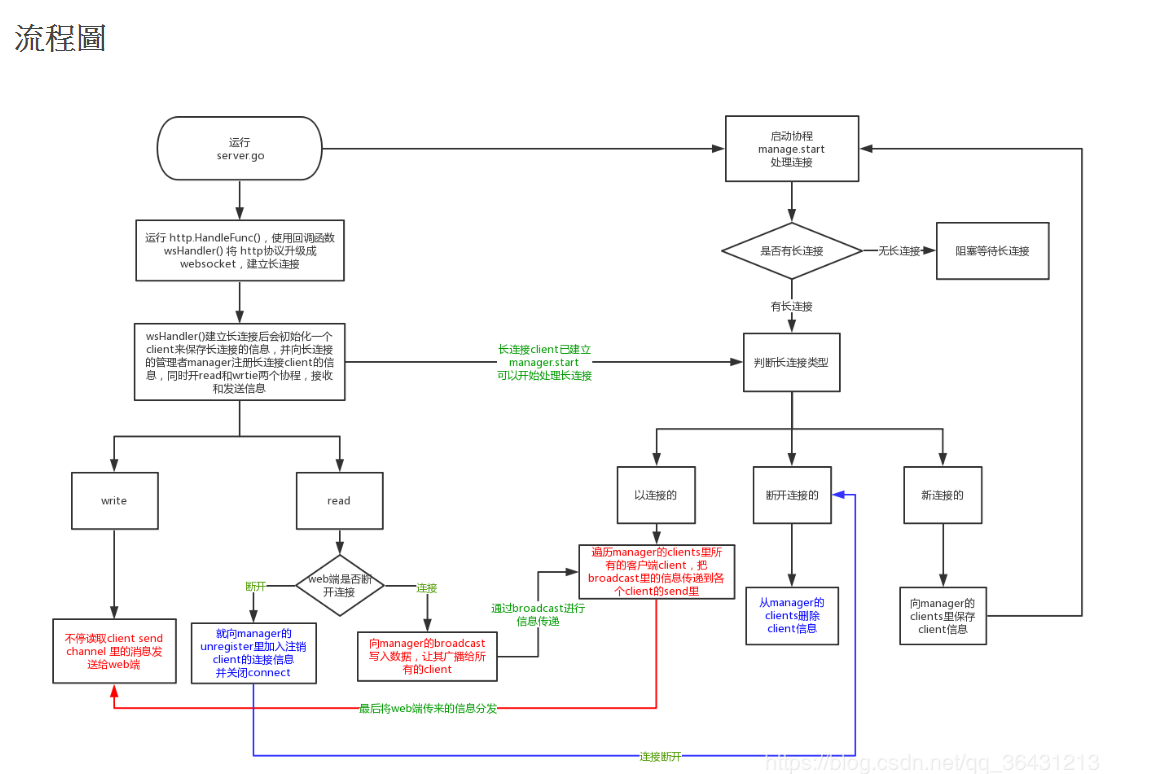 流程圖
运行
server.go
启动协程
manage.start
处理连接
运行 http.HandleFunc()，使用回调函数
wsHandler() 将 http协议升级成
websocket，建立长连接
是否有长连接
无长连接
阻塞等待长连接
有长连接
wsHandler()建立长连接后会初始化一个
client来保存长连接的信息，并向长连接
的管理者manager注册长连接client的信
息，同时开read和wrtie两个协程，接收
和发送信息
长连接client已建立
manager.start
可以开始处理长连接
判断长连接类型
write
read
以连接的
断开连接的
新连接的
web端是否断
开连接
断开
连接
遍历manager的clients里所
有的客户端client，把
broadcast里的信息传递到各
个client的send里
通过broadcast进行
信息传递
从manager的
clients删除
client信息
向manager的
clients里保存
client信息
不停读取client send
channel 里的消息发
送给web端
就向manager的
unregister里加入注销
client的连接信息
并关闭connect
向manager的broadcast
写入数据，让其广播给所
有的client
最后将web端传来的信息分发
连接断开
https://blog.csdn.net/qq_36431213